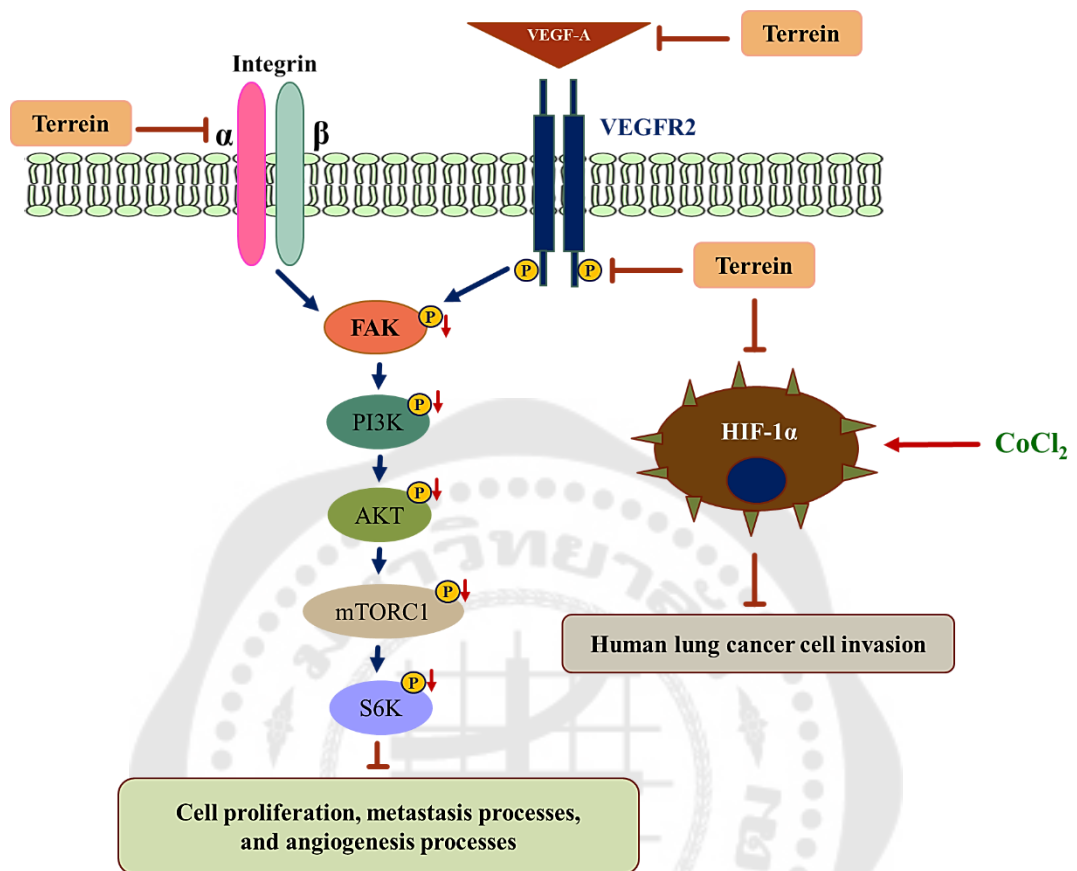 VEGF-A
Terrein
Integrin
Terrein
α
β
VEGFR2
P
P
Terrein
FAK
P
PI3K
P
HIF-1α
CoCl₂
AKT
P
mTORC1
P
Human lung cancer cell invasion
S6K
P
Cell proliferation, metastasis processes,
and angiogenesis processes